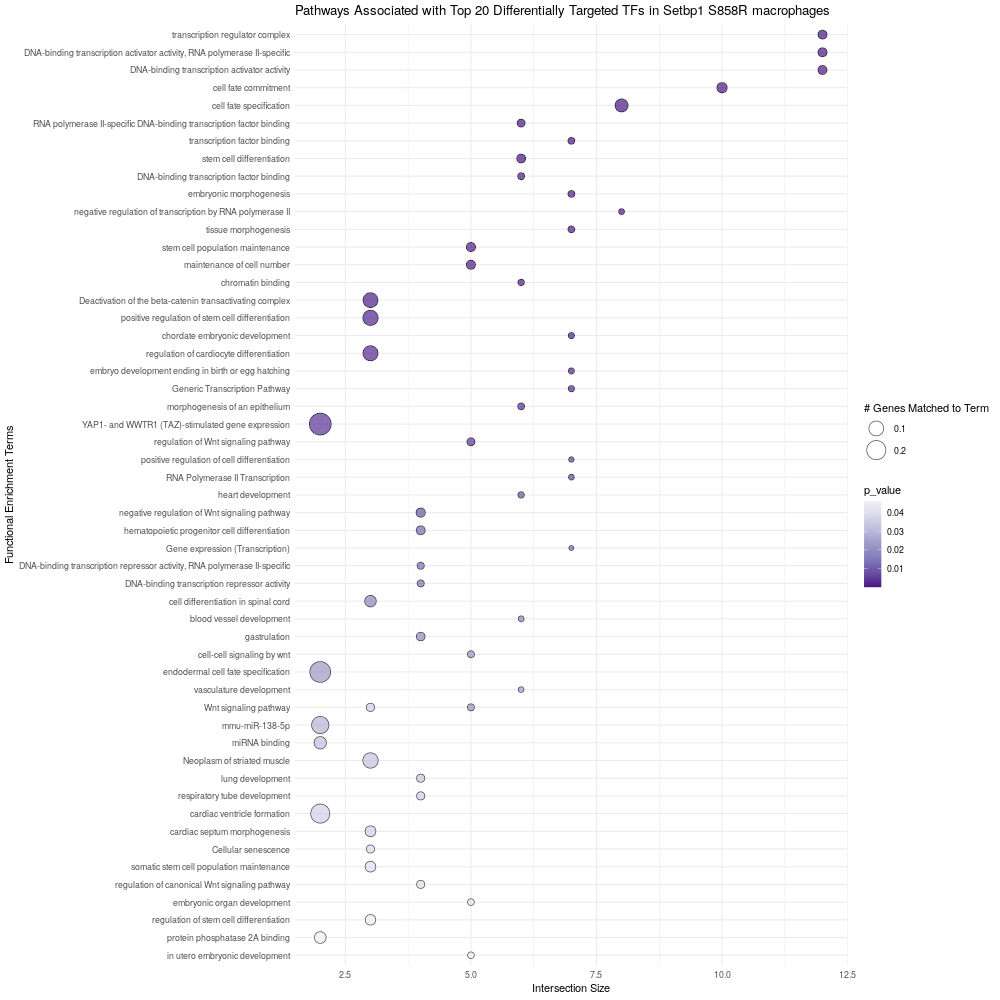 Pathways Associated with Top 20 Differentially Targeted TFs in Setbp1 S858R macrophages
transcription regulator complex
DNA-binding transcription activator activity, RNA polymerase II-specific
DNA-binding transcription activator activity
cell fate commitment
cell fate specification
RNA polymerase II-specific DNA-binding transcription factor binding
transcription factor binding
stem cell differentiation
DNA-binding transcription factor binding
embryonic morphogenesis
negative regulation of transcription by RNA polymerase II
tissue morphogenesis
stem cell population maintenance
maintenance of cell number
chromatin binding
Deactivation of the beta-catenin transactivating complex
positive regulation of stem cell differentiation
chordate embryonic development
regulation of cardiocyte differentiation
embryo development ending in birth or egg hatching
Generic Transcription Pathway
morphogenesis of an epithelium
YAP1- and WWTR1 (TAZ)-stimulated gene expression
regulation of Wnt signaling pathway
positive regulation of cell differentiation
RNA Polymerase II Transcription
heart development
negative regulation of Wnt signaling pathway
hematopoietic progenitor cell differentiation
Gene expression (Transcription)
DNA-binding transcription repressor activity, RNA polymerase II-specific
DNA-binding transcription repressor activity
cell differentiation in spinal cord
blood vessel development
gastrulation
cell-cell signaling by wnt
endodermal cell fate specification
vasculature development
Wnt signaling pathway
mmu-miR-138-5p
miRNA binding
Neoplasm of striated muscle
lung development
respiratory tube development
cardiac ventricle formation
cardiac septum morphogenesis
Cellular senescence
somatic stem cell population maintenance
regulation of canonical Wnt signaling pathway
embryonic organ development
regulation of stem cell differentiation
protein phosphatase 2A binding
in utero embryonic development
Functional Enrichment Terms
2.5 5.0 7.5 10.0 12.5
Intersection Size
# Genes Matched to Term
0.1
0.2
p_value
0.04
0.03
0.02
0.01